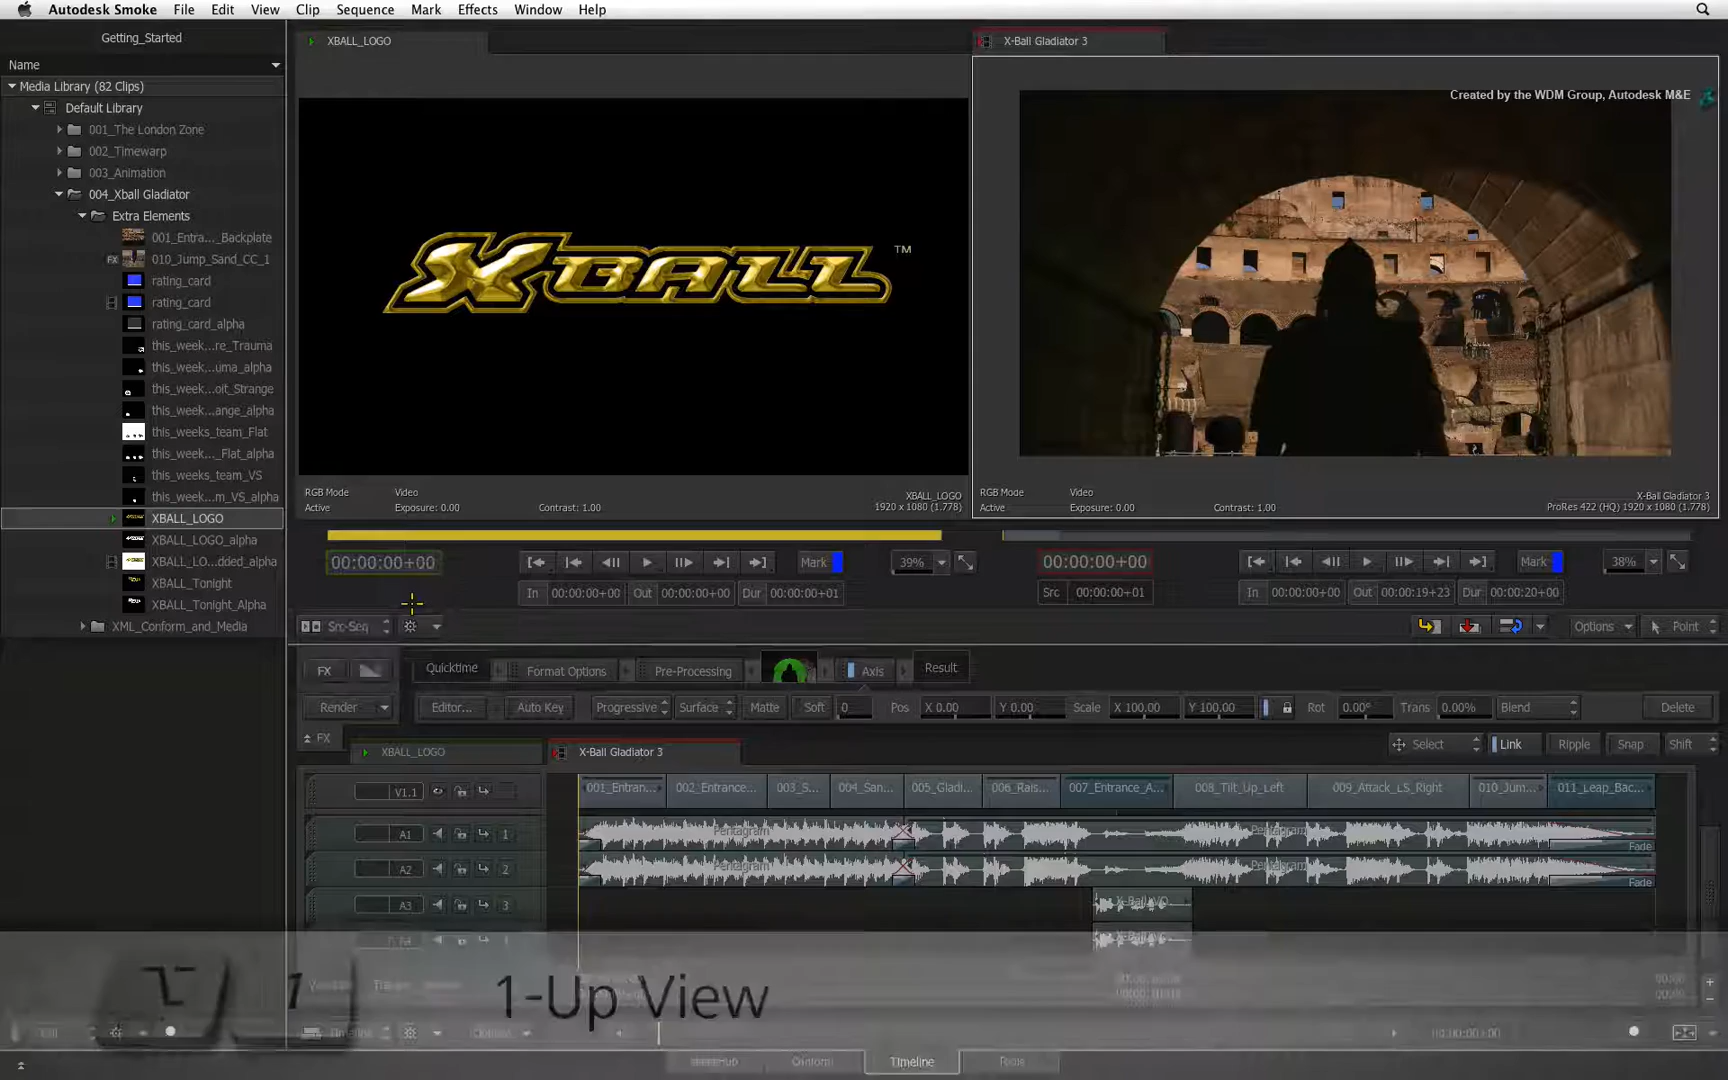 Autodesk Smoke File Edit View Clip Sequence Mark Effects Window Help
Getting_Started
Name
Media Library (82 Clips)
Default Library
001_The London Zone
002_Timewarp
003_Animation
004_Xball Gladiator
Extra Elements
001_Entra..._Backplate
FX 010_Jump_Sand_CC_1
rating_card
rating_card
rating_card_alpha
this_week...re_Trauma
this_week...uma_alpha
this_week...oit_Strange
this_week...ange_alpha
this_weeks_team_Flat
this_week..._Flat_alpha
this_weeks_team_VS
this_week...m_VS_alpha
XBALL_LOGO
XBALL_LOGO_alpha
XBALL_LO...dded_alpha
XBALL_Tonight
XBALL_Tonight_Alpha
XML_Conform_and_Media
XBALL_LOGO
XBALL ™
RGB Mode Video XBALL_LOGO
Active Exposure: 0.00 Contrast: 1.00 1920 x 1080 (1.778)
00:00:00+00 Mark 39%
In 00:00:00+00 Out 00:00:00+00 Dur 00:00:00+01
Src-Seq
X-Ball Gladiator 3
Created by the WDM Group, Autodesk M&E
RGB Mode Video X-Ball Gladiator 3
Active Exposure: 0.00 Contrast: 1.00 ProRes 422 (HQ) 1920 x 1080 (1.778)
00:00:00+00 Mark 38%
Src 00:00:00+01 In 00:00:00+00 Out 00:00:19+23 Dur 00:00:20+00
Options Point
FX Quicktime Format Options Pre-Processing Axis Result
Render Editor... Auto Key Progressive Surface Matte Soft 0 Pos X 0.00 Y 0.00 Scale X 100.00 Y 100.00 Rot 0.00° Trans 0.00% Blend Delete
FX XBALL_LOGO X-Ball Gladiator 3 Select Link Ripple Snap Shift
V1.1 001_Entran... 002_Entrance... 003_S... 004_San... 005_Gladi... 006_Rais... 007_Entrance_A... 008_Tilt_Up_Left 009_Attack_LS_Right 010_Jum... 011_Leap_Bac...
A1 1 Pentagram Pentagram Fade
A2 2 Pentagram Pentagram Fade
A3 3 X-Ball_VO
⌥ 1 1-Up View
Timeline 00:00:00+00
MediaHub Conform Timeline Tools